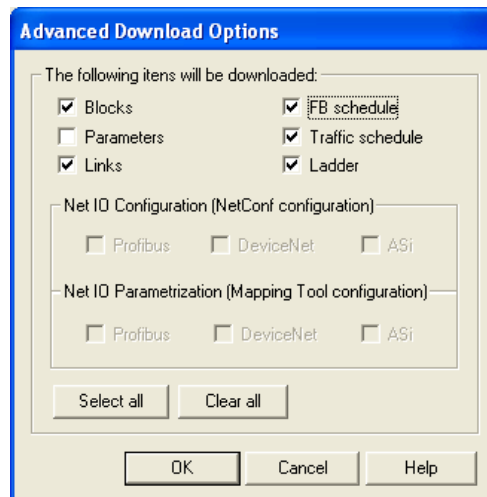 Advanced Download Options
The following itens will be downloaded:
Blocks FB schedule
Parameters Traffic schedule
Links Ladder
Net IO Configuration (NetConf configuration)
Profibus DeviceNet ASi
Net IO Parametrization (Mapping Tool configuration)
Profibus DeviceNet ASi
Select all Clear all
OK Cancel Help